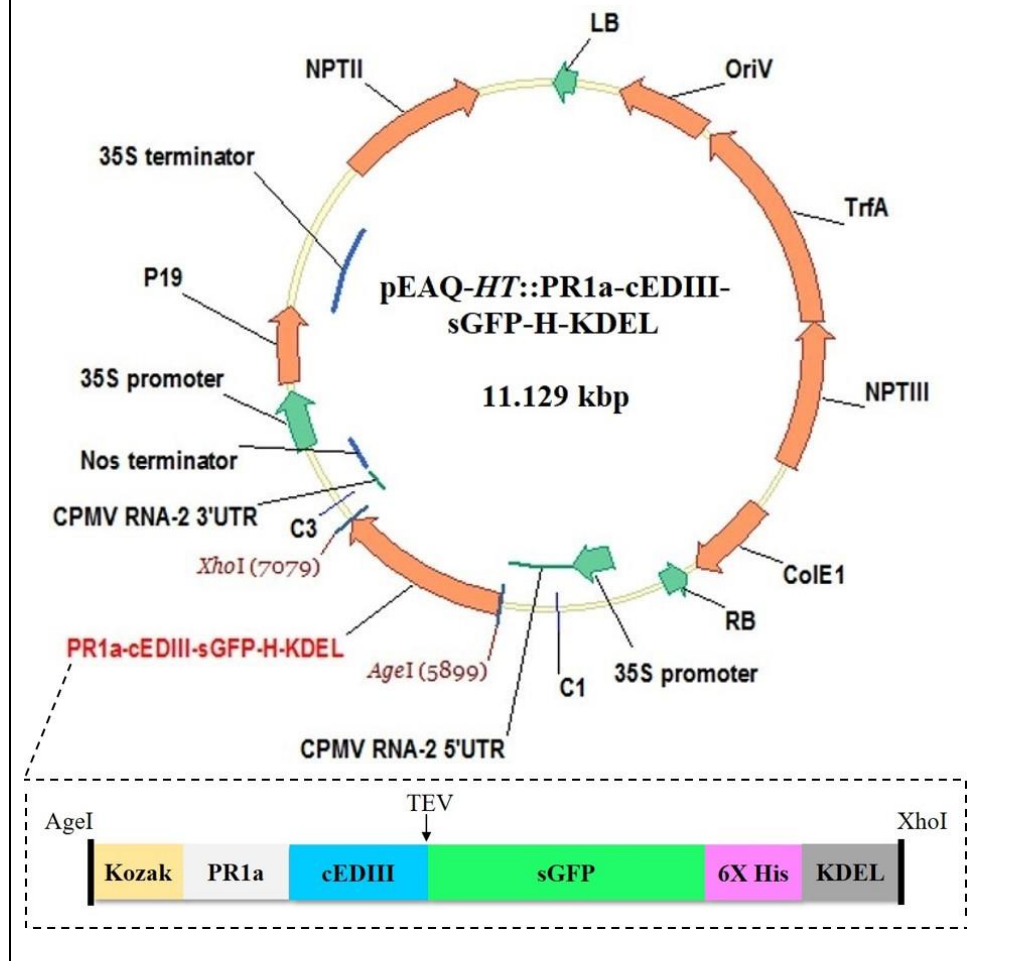 LB
NPTII
OriV
35S terminator
TrfA
P19
pEAQ-HT::PR1a-cEDIII-
sGFP-H-KDEL
35S promoter
11.129 kbp
NPTIII
Nos terminator
CPMV RNA-2 3'UTR
C3
XhoI (7079)
ColE1
RB
PR1a-cEDIII-sGFP-H-KDEL
AgeI (5899)
C1
35S promoter
CPMV RNA-2 5'UTR
TEV
AgeI
XhoI
Kozak PR1a cEDIII sGFP 6X His KDEL